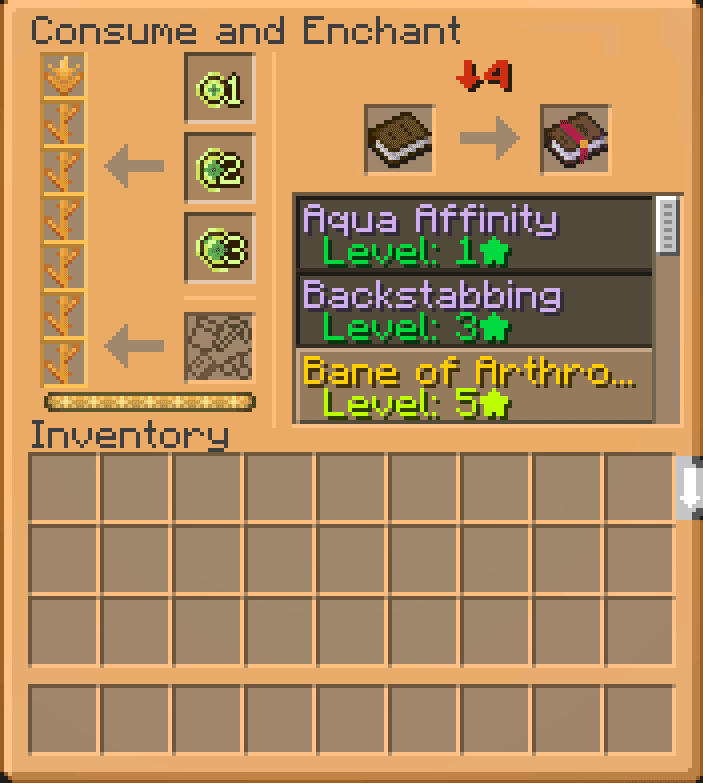 Consume and Enchant
1
2
3
4
Aqua Affinity
Level: 1
Backstabbing
Level: 3
Bane of Arthro...
Level: 5
Inventory